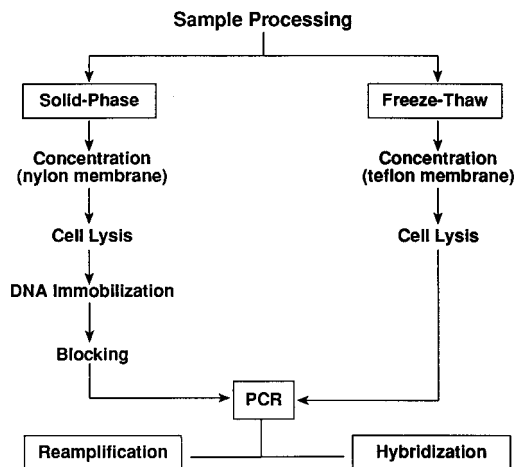 Sample Processing
Solid-Phase
Freeze-Thaw
Concentration
(nylon membrane)
Concentration
(teflon membrane)
Cell Lysis
Cell Lysis
DNA Immobilization
Blocking
PCR
Reamplification
Hybridization